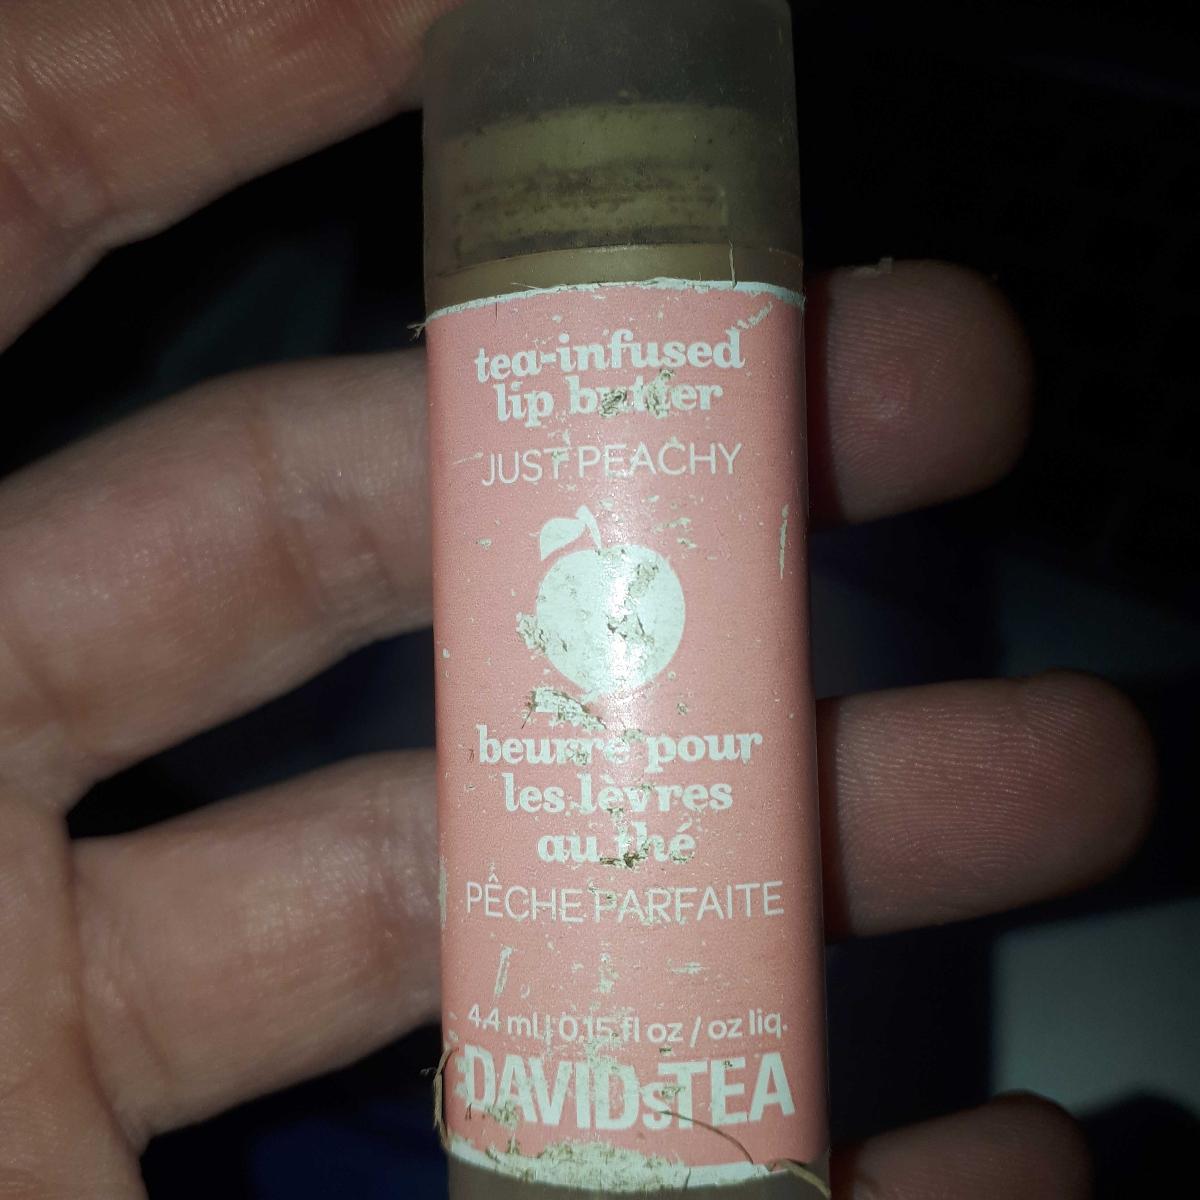 tea-infused
lip butter
JUST PEACHY
beurre pour
les lèvres
au thé
PÊCHE PARFAITE
4.4 ml | 0.15 fl oz / oz liq.
DAVIDsTEA